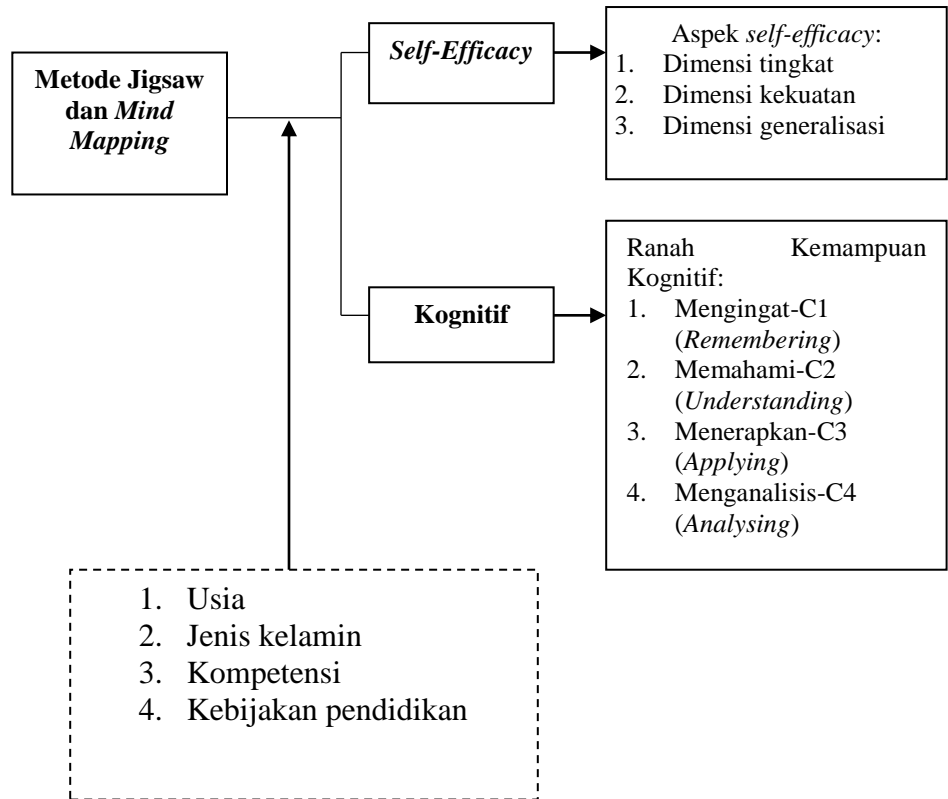 Metode Jigsaw
dan Mind
Mapping
Self-Efficacy
Aspek self-efficacy:
1. Dimensi tingkat
2. Dimensi kekuatan
3. Dimensi generalisasi
Kognitif
Ranah Kemampuan
Kognitif:
1. Mengingat-C1
(Remembering)
2. Memahami-C2
(Understanding)
3. Menerapkan-C3
(Applying)
4. Menganalisis-C4
(Analysing)
1. Usia
2. Jenis kelamin
3. Kompetensi
4. Kebijakan pendidikan